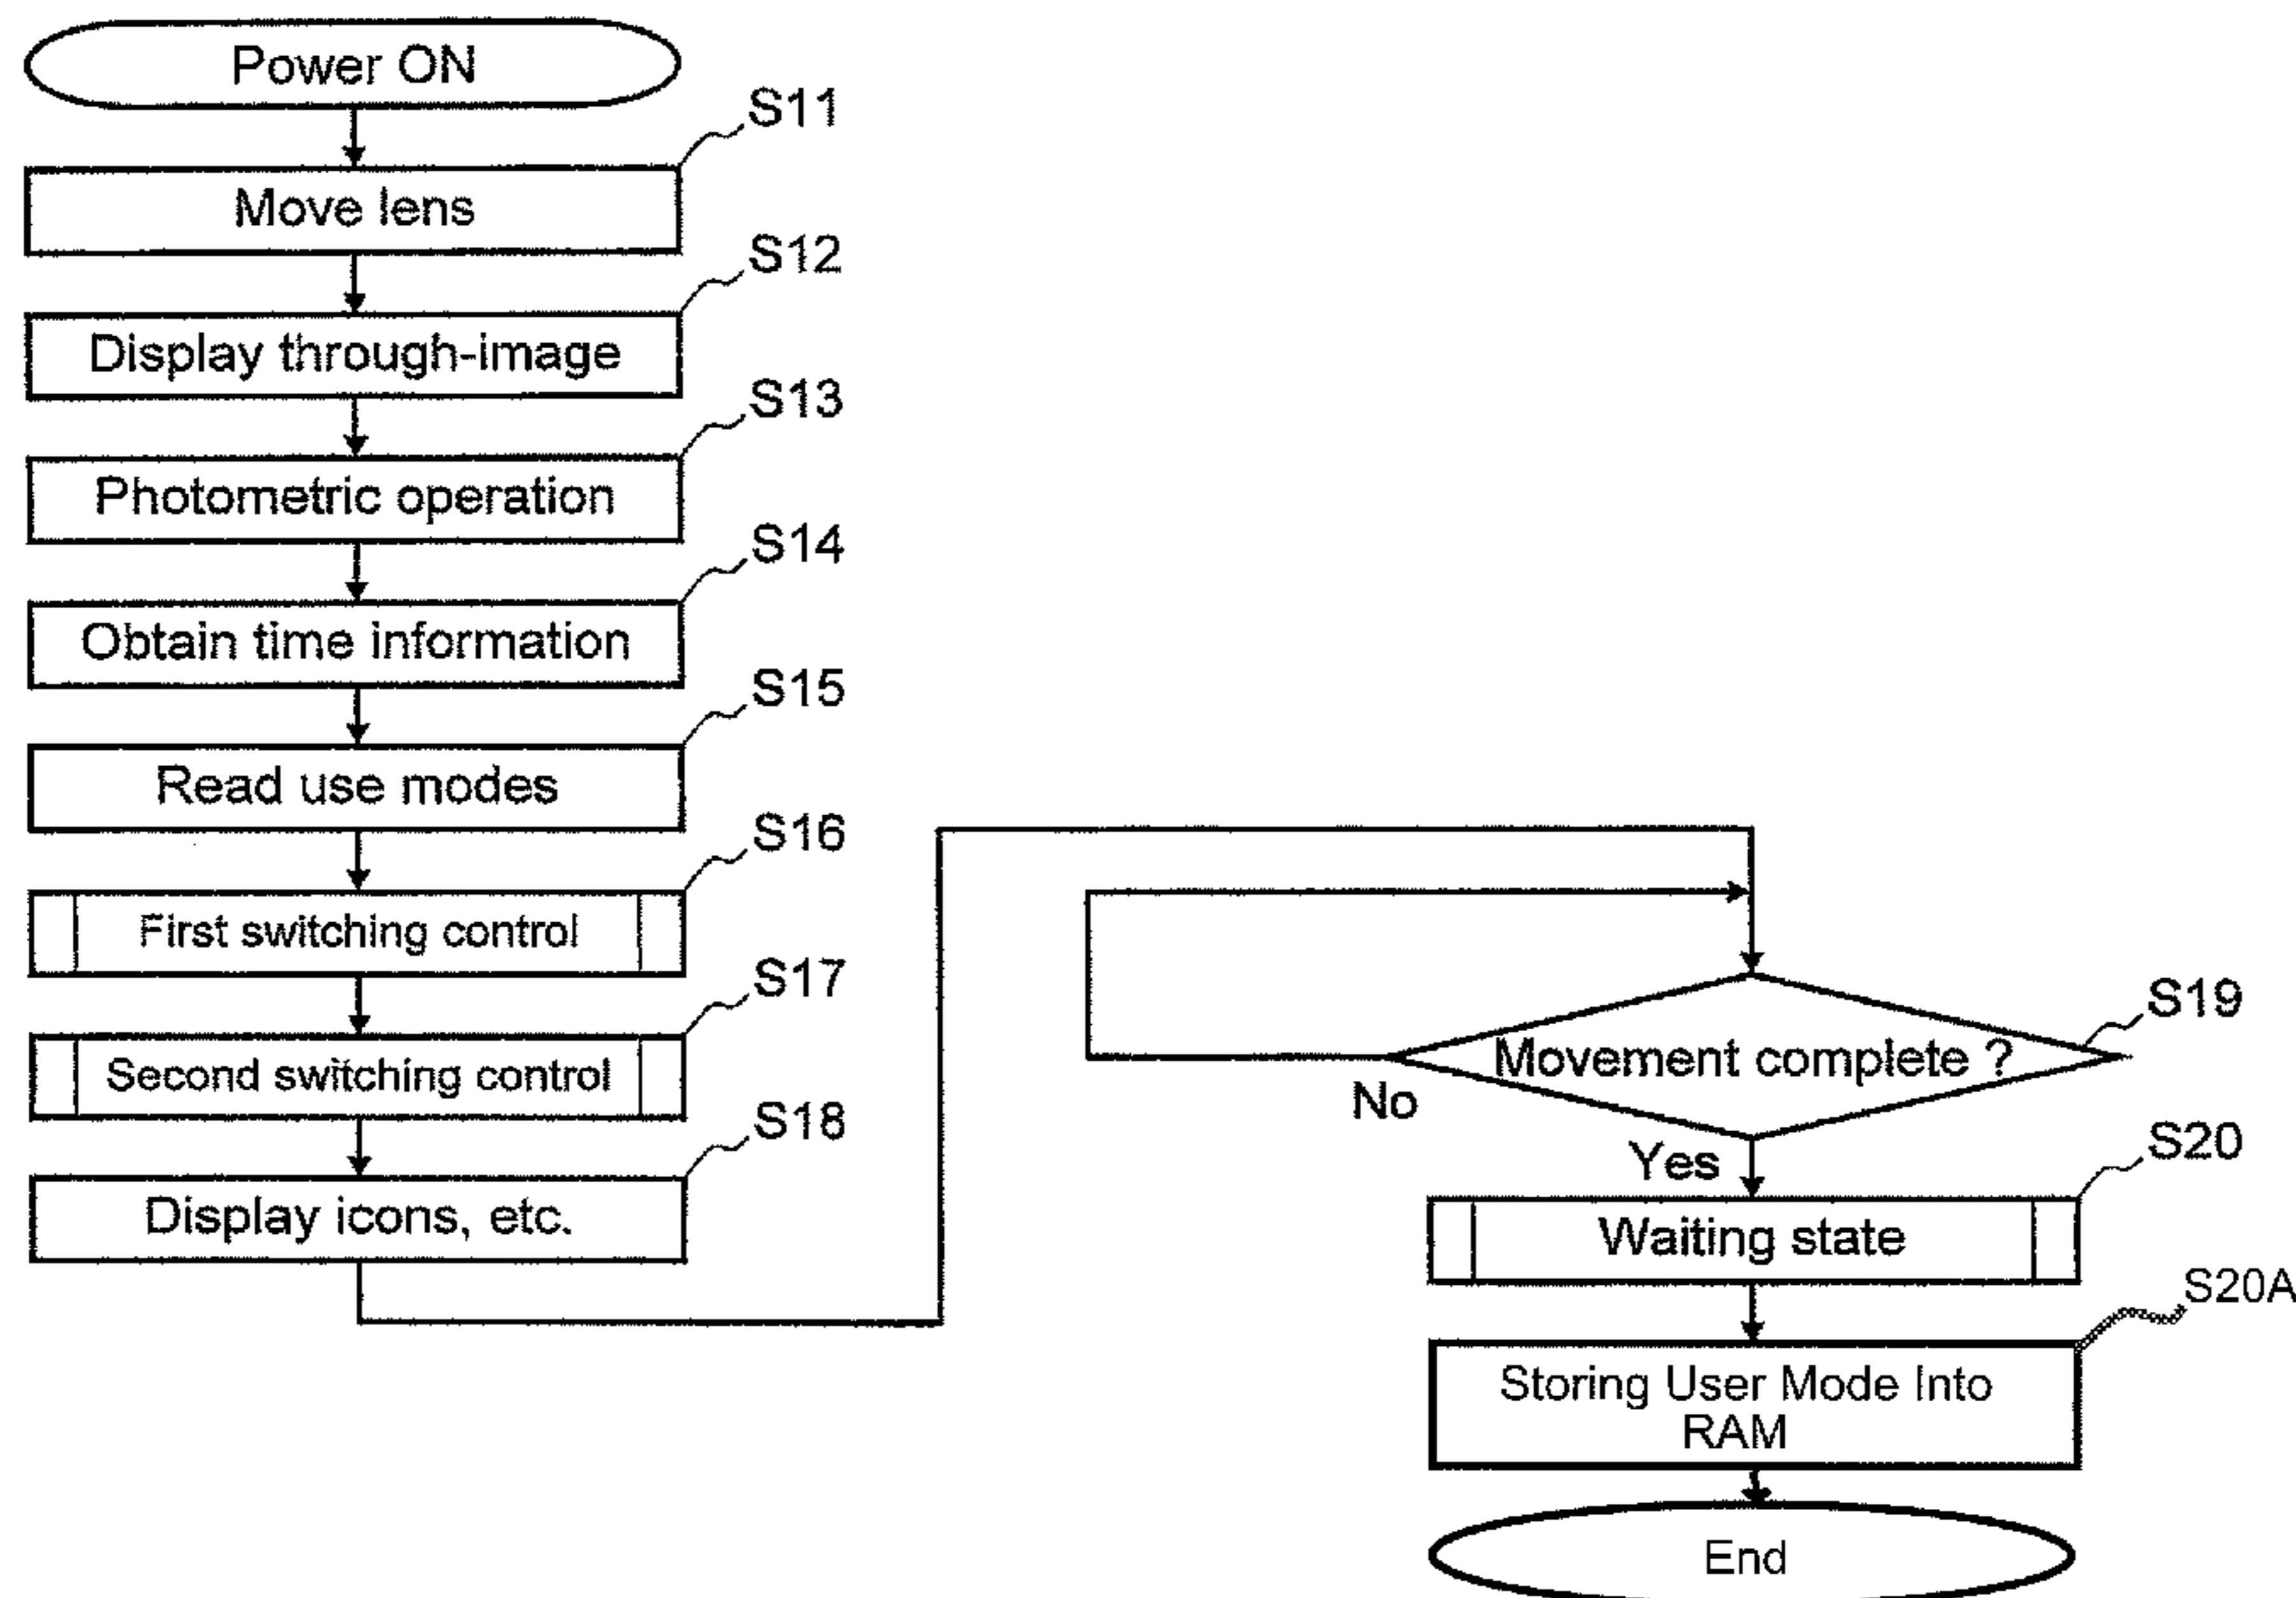 Power ON
S11
Move lens
S12
Display through-image
S13
Photometric operation
S14
Obtain time information
S15
Read use modes
S16
First switching control
S17
Second switching control
S18
Display icons, etc.
S19
Movement complete ?
No
Yes
S20
Waiting state
S20A
Storing User Mode Into
RAM
End